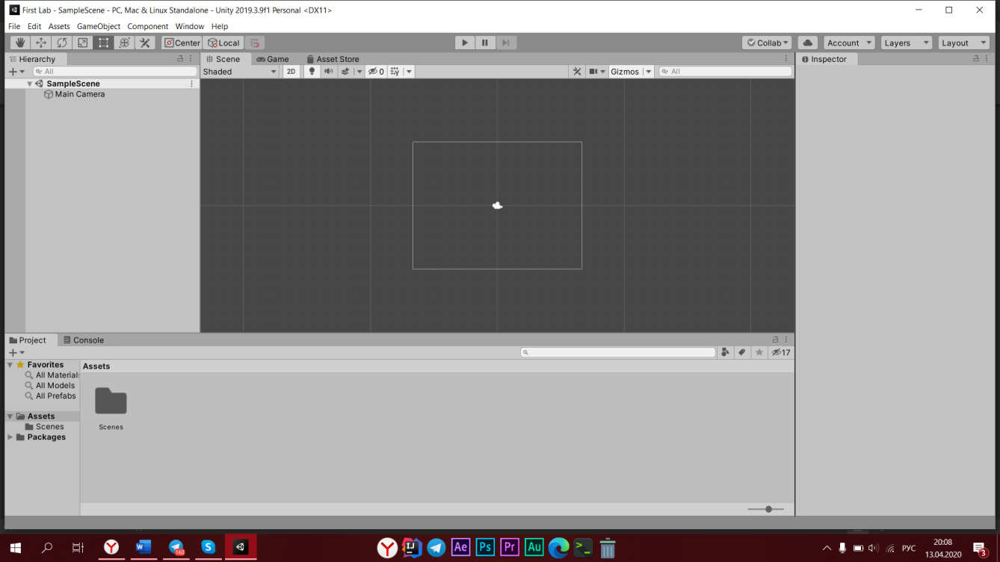 First Lab - SampleScene - PC, Mac & Linux Standalone - Unity 2019.3.9f1 Personal <DX11>
File Edit Assets GameObject Component Window Help
Center Local Collab Account Layers Layout
Hierarchy Scene Game Asset Store Inspector
All Shaded 2D 0 Gizmos All
SampleScene
Main Camera
Project Console
17
Favorites Assets
All Materials
All Models
All Prefabs
Assets
Scenes Scenes
Packages
160 W S Y IJ Ae Ps Pr Au >_ РУС 20:08
13.04.2020 3